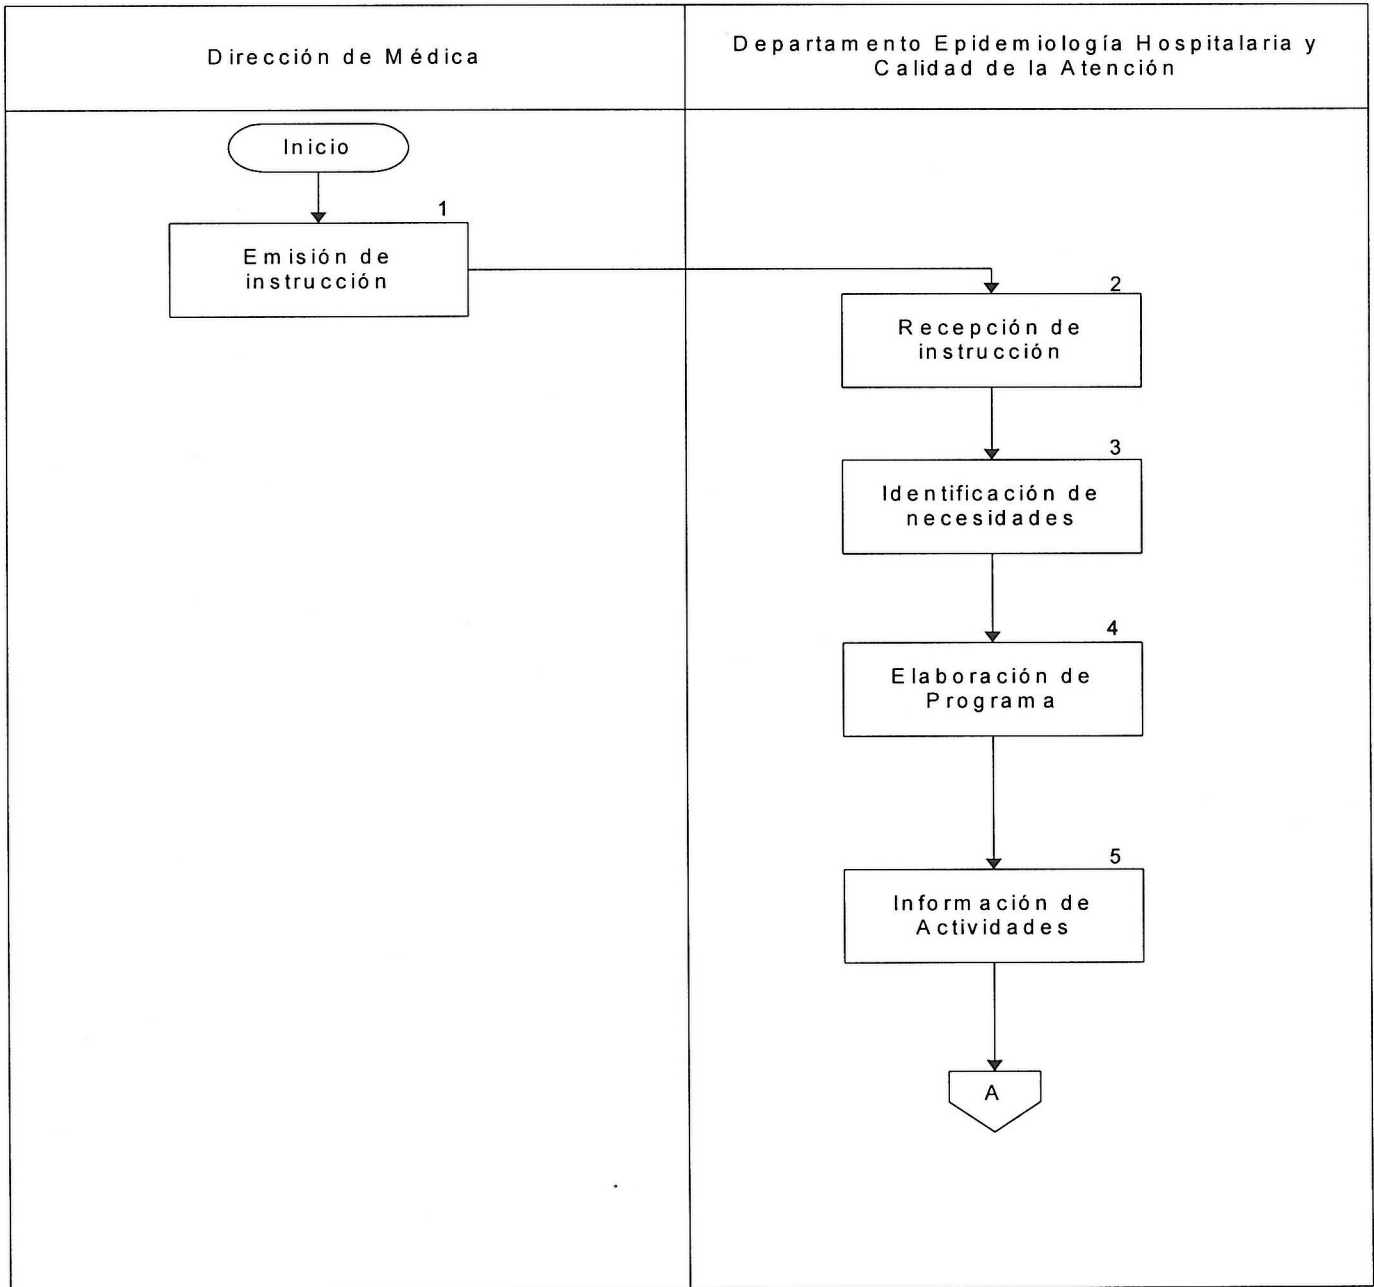 Dirección de Médica
Departamento Epidemiología Hospitalaria y
Calidad de la Atención
Inicio
1
Emisión de
instrucción
2
Recepción de
instrucción
3
Identificación de
necesidades
4
Elaboración de
Programa
5
Información de
Actividades
A